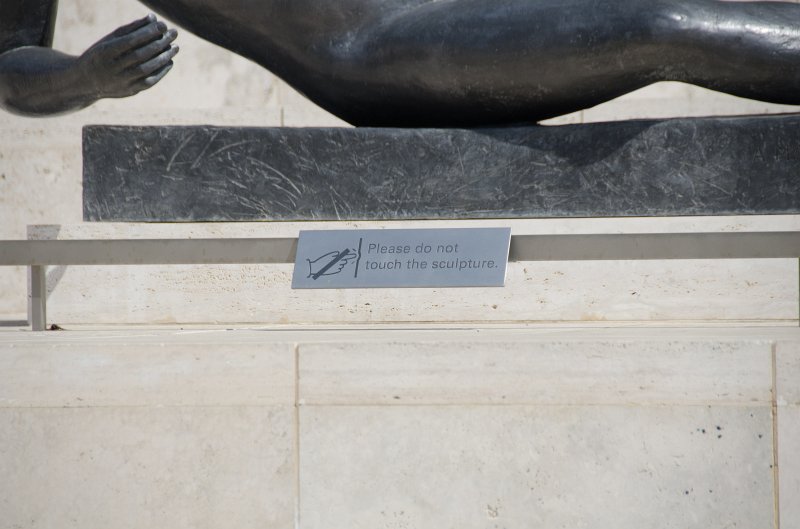 Please do not
touch the sculpture.